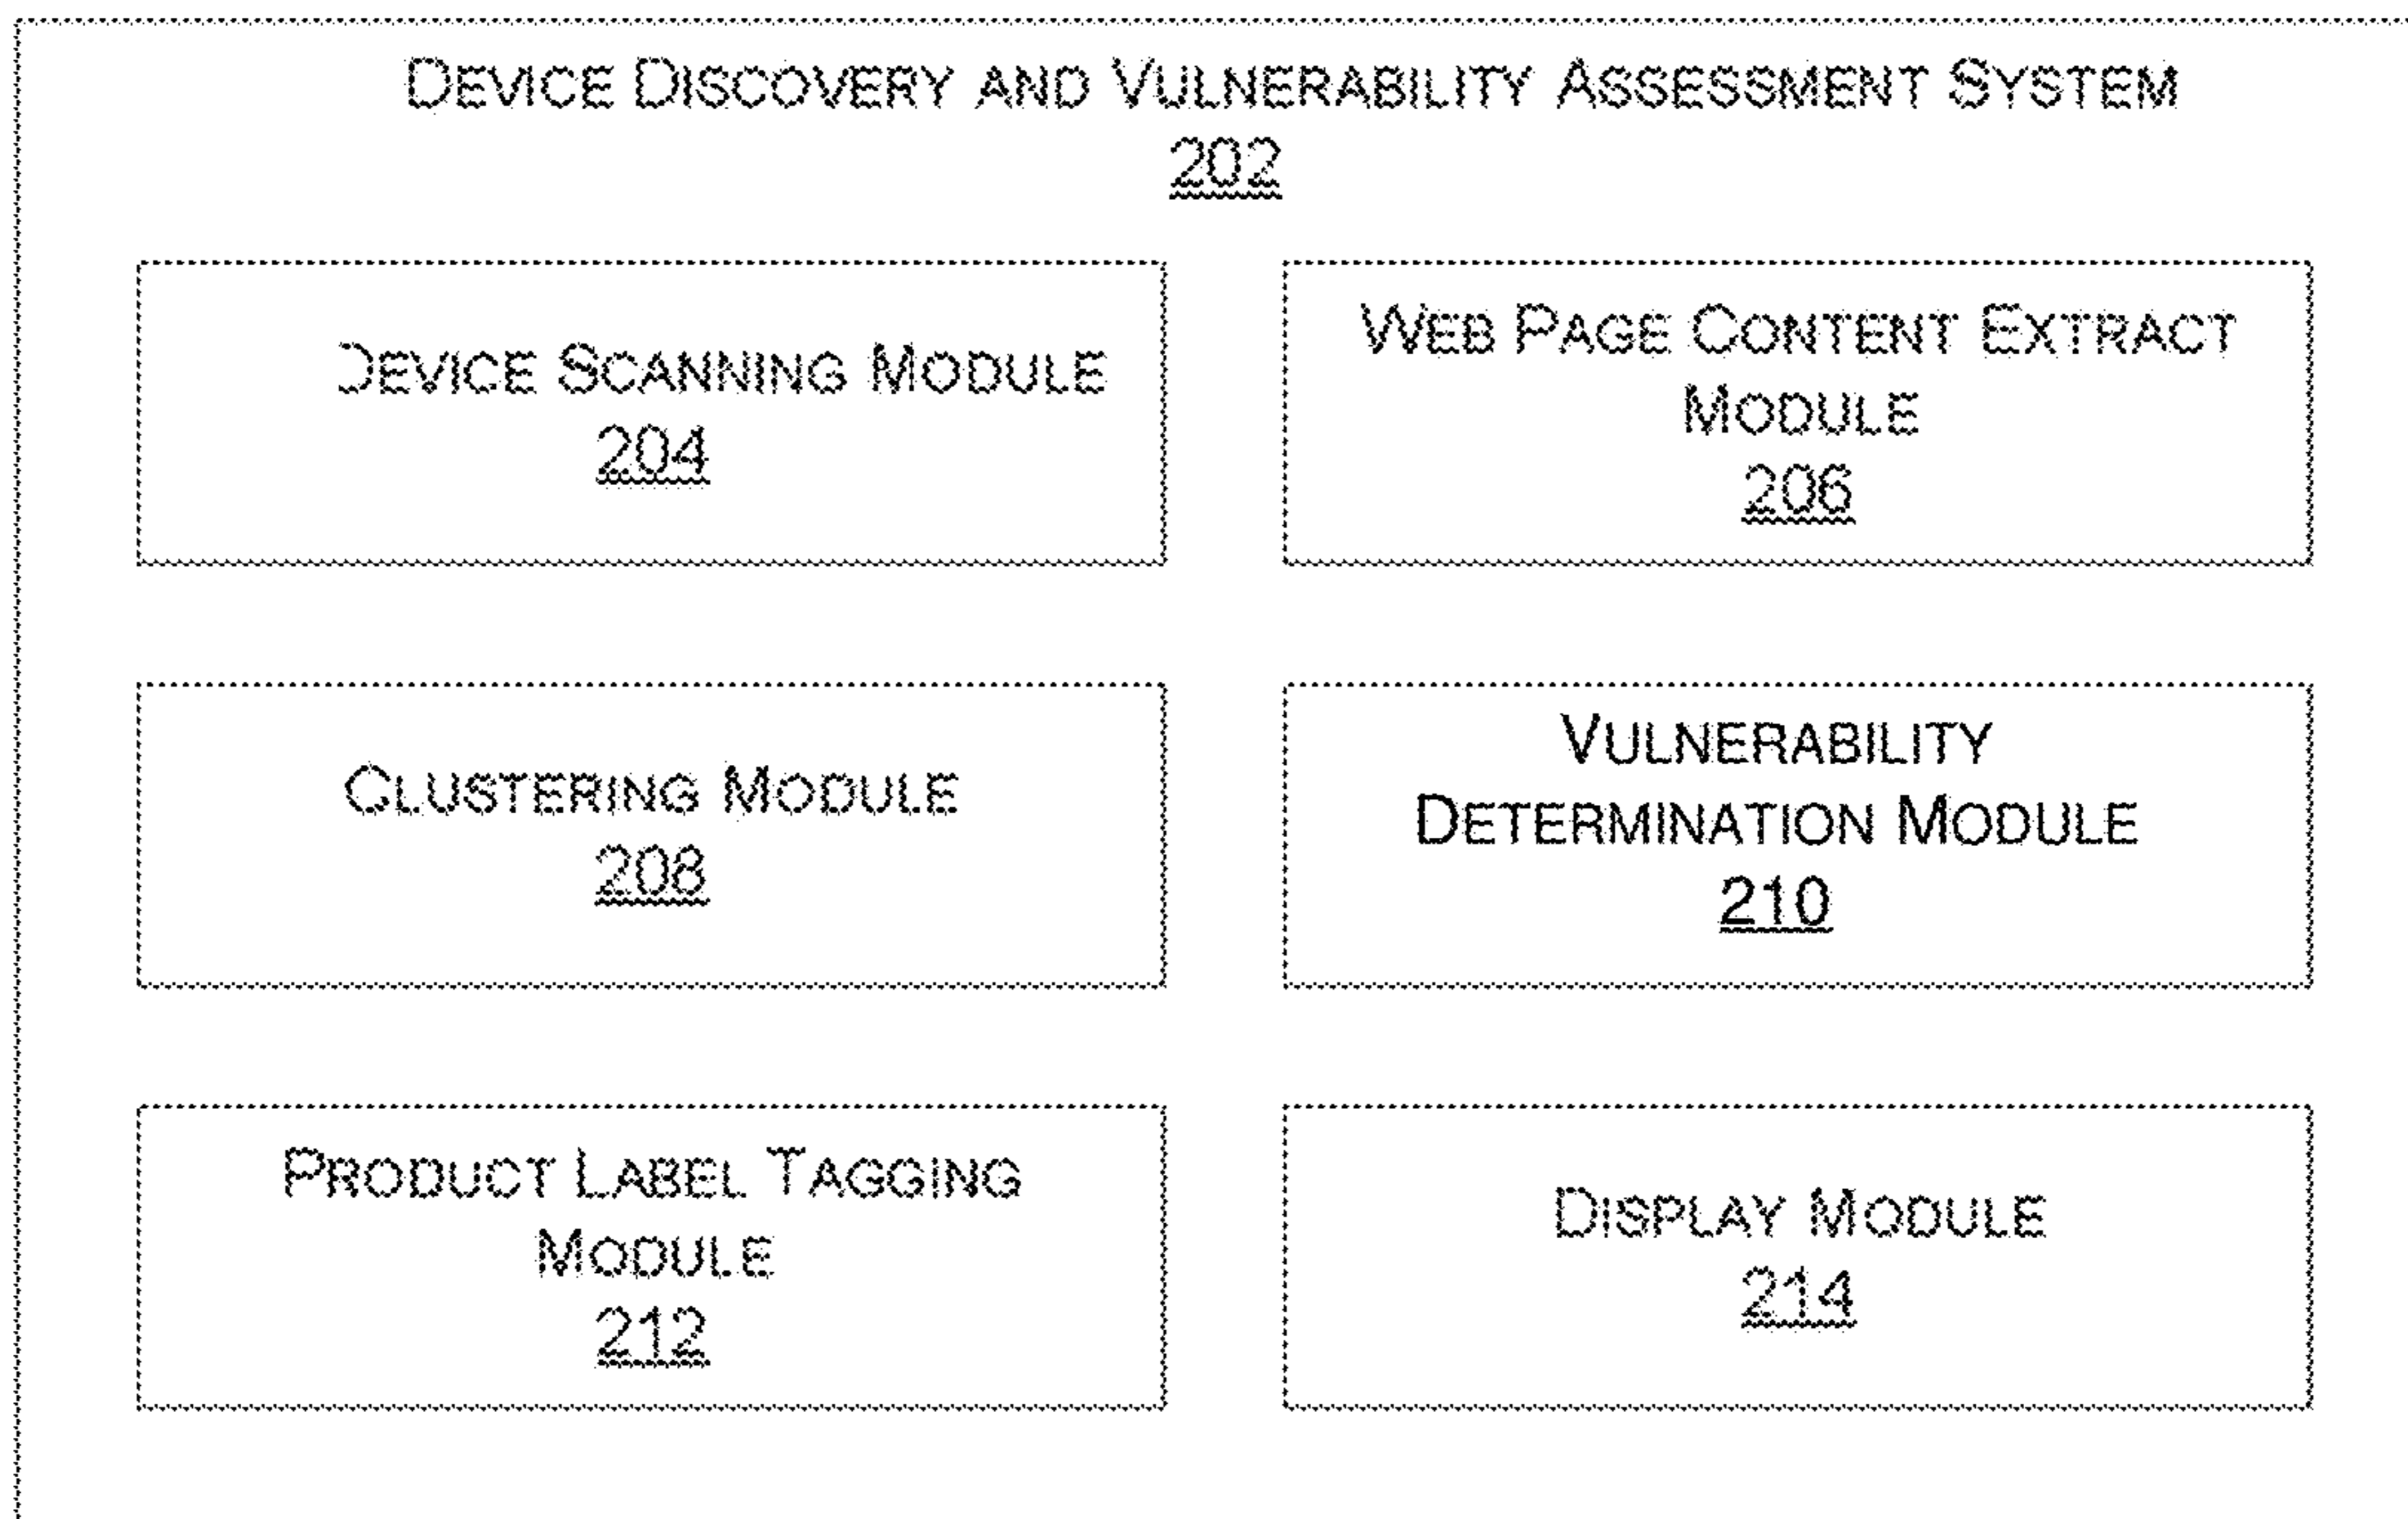 DEVICE DISCOVERY AND VULNERABILITY ASSESSMENT SYSTEM
202
DEVICE SCANNING MODULE
204
WEB PAGE CONTENT EXTRACT
MODULE
206
CLUSTERING MODULE
208
VULNERABILITY
DETERMINATION MODULE
210
PRODUCT LABEL TAGGING
MODULE
212
DISPLAY MODULE
214